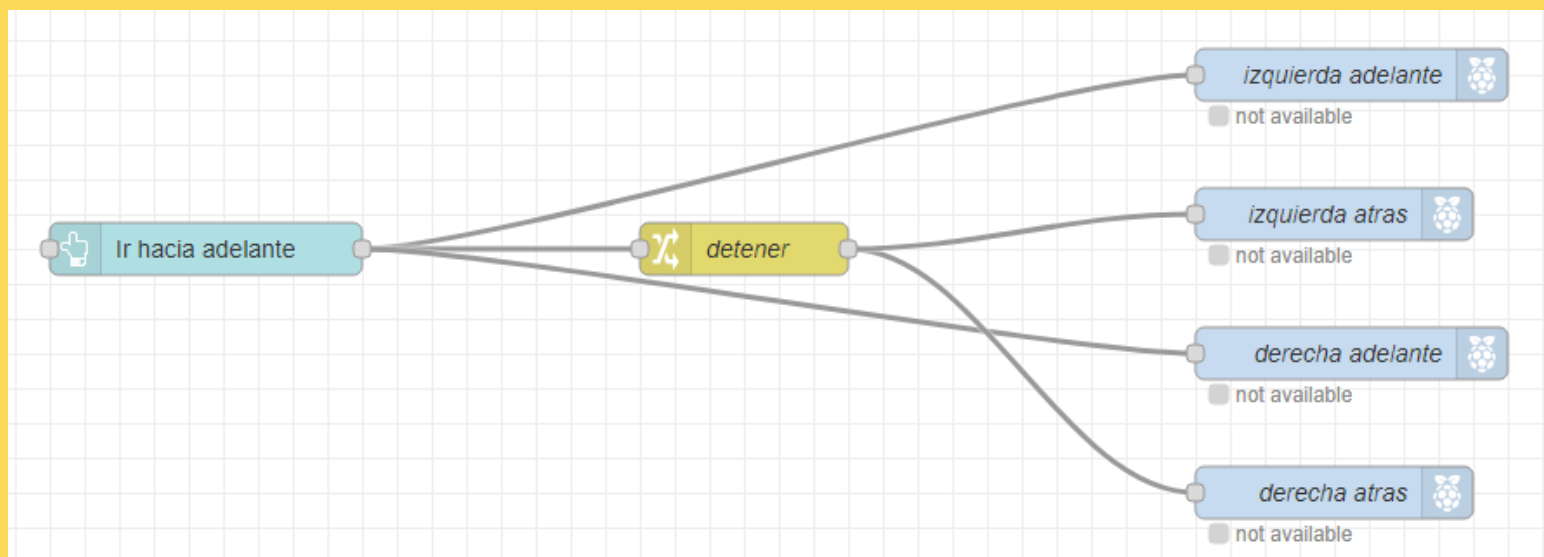 izquierda adelante
not available
izquierda atras
not available
Ir hacia adelante
detener
derecha adelante
not available
derecha atras
not available